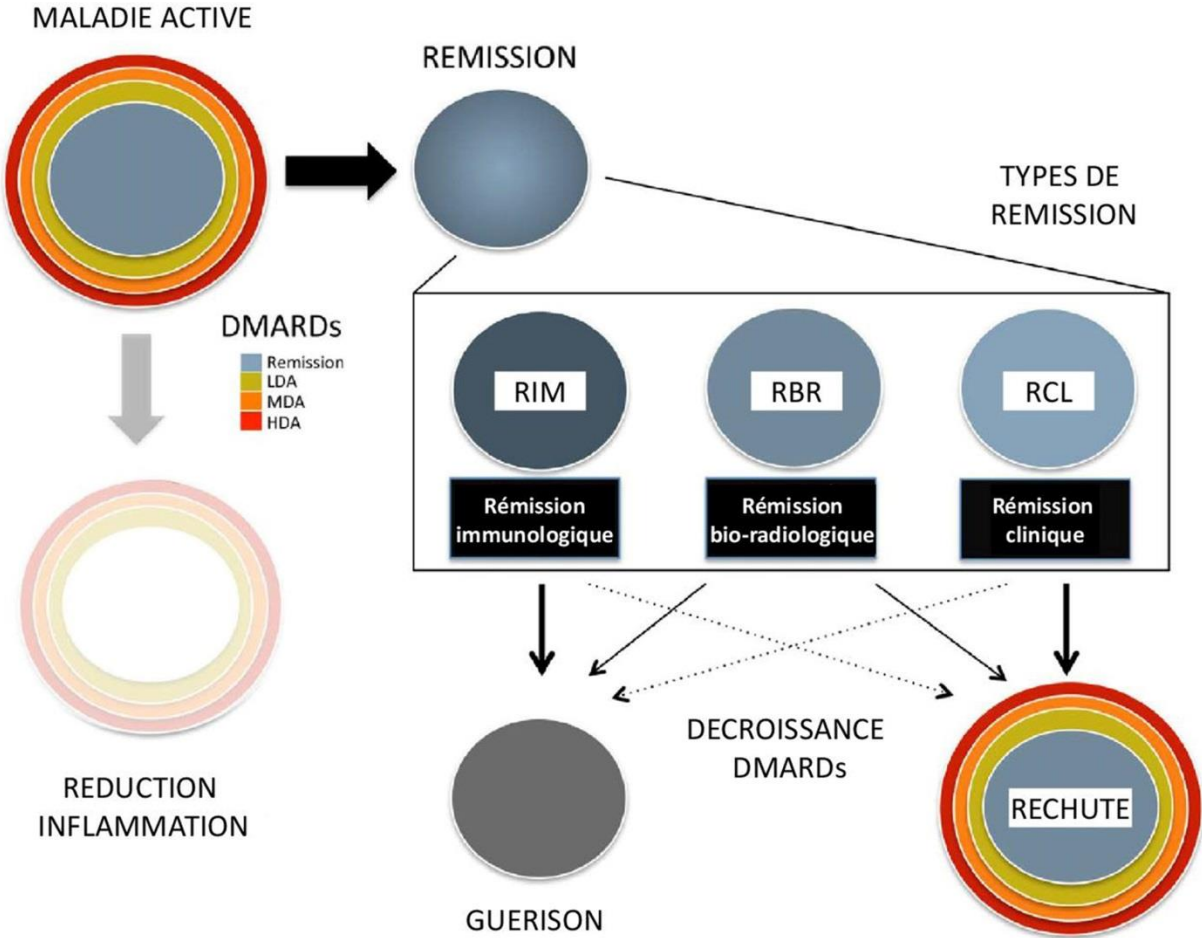 MALADIE ACTIVE
REMISSION
TYPES DE
REMISSION
DMARDs
Remission
LDA
MDA
HDA
RIM
RBR
RCL
Rémission
immunologique
Rémission
bio-radiologique
Rémission
clinique
REDUCTION
INFLAMMATION
DECROISSANCE
DMARDs
RECHUTE
GUERISON